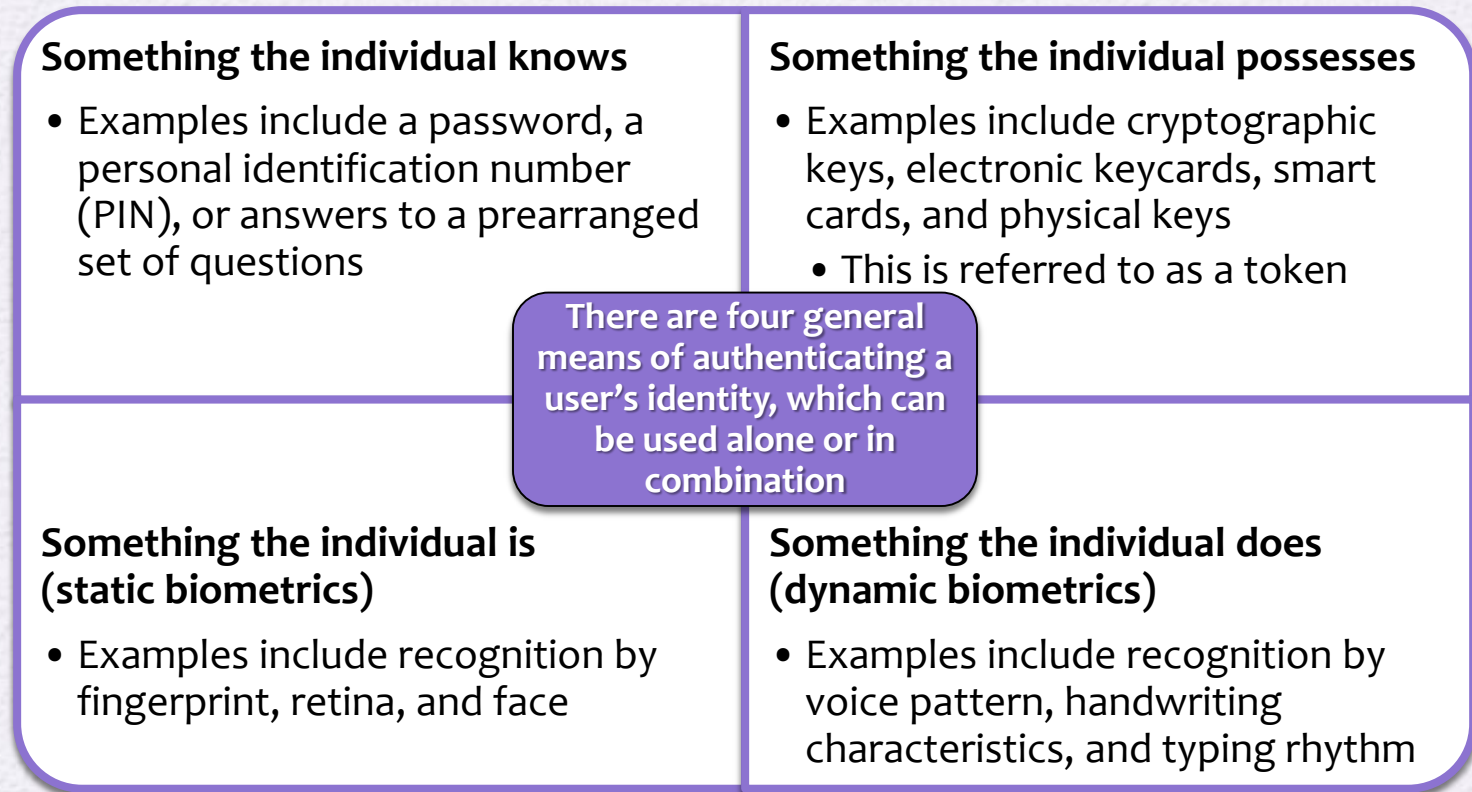 Something the individual knows
• Examples include a password, a
personal identification number
(PIN), or answers to a prearranged
set of questions
Something the individual possesses
• Examples include cryptographic
keys, electronic keycards, smart
cards, and physical keys
• This is referred to as a token
There are four general
means of authenticating a
user’s identity, which can
be used alone or in
combination
Something the individual is
(static biometrics)
• Examples include recognition by
fingerprint, retina, and face
Something the individual does
(dynamic biometrics)
• Examples include recognition by
voice pattern, handwriting
characteristics, and typing rhythm